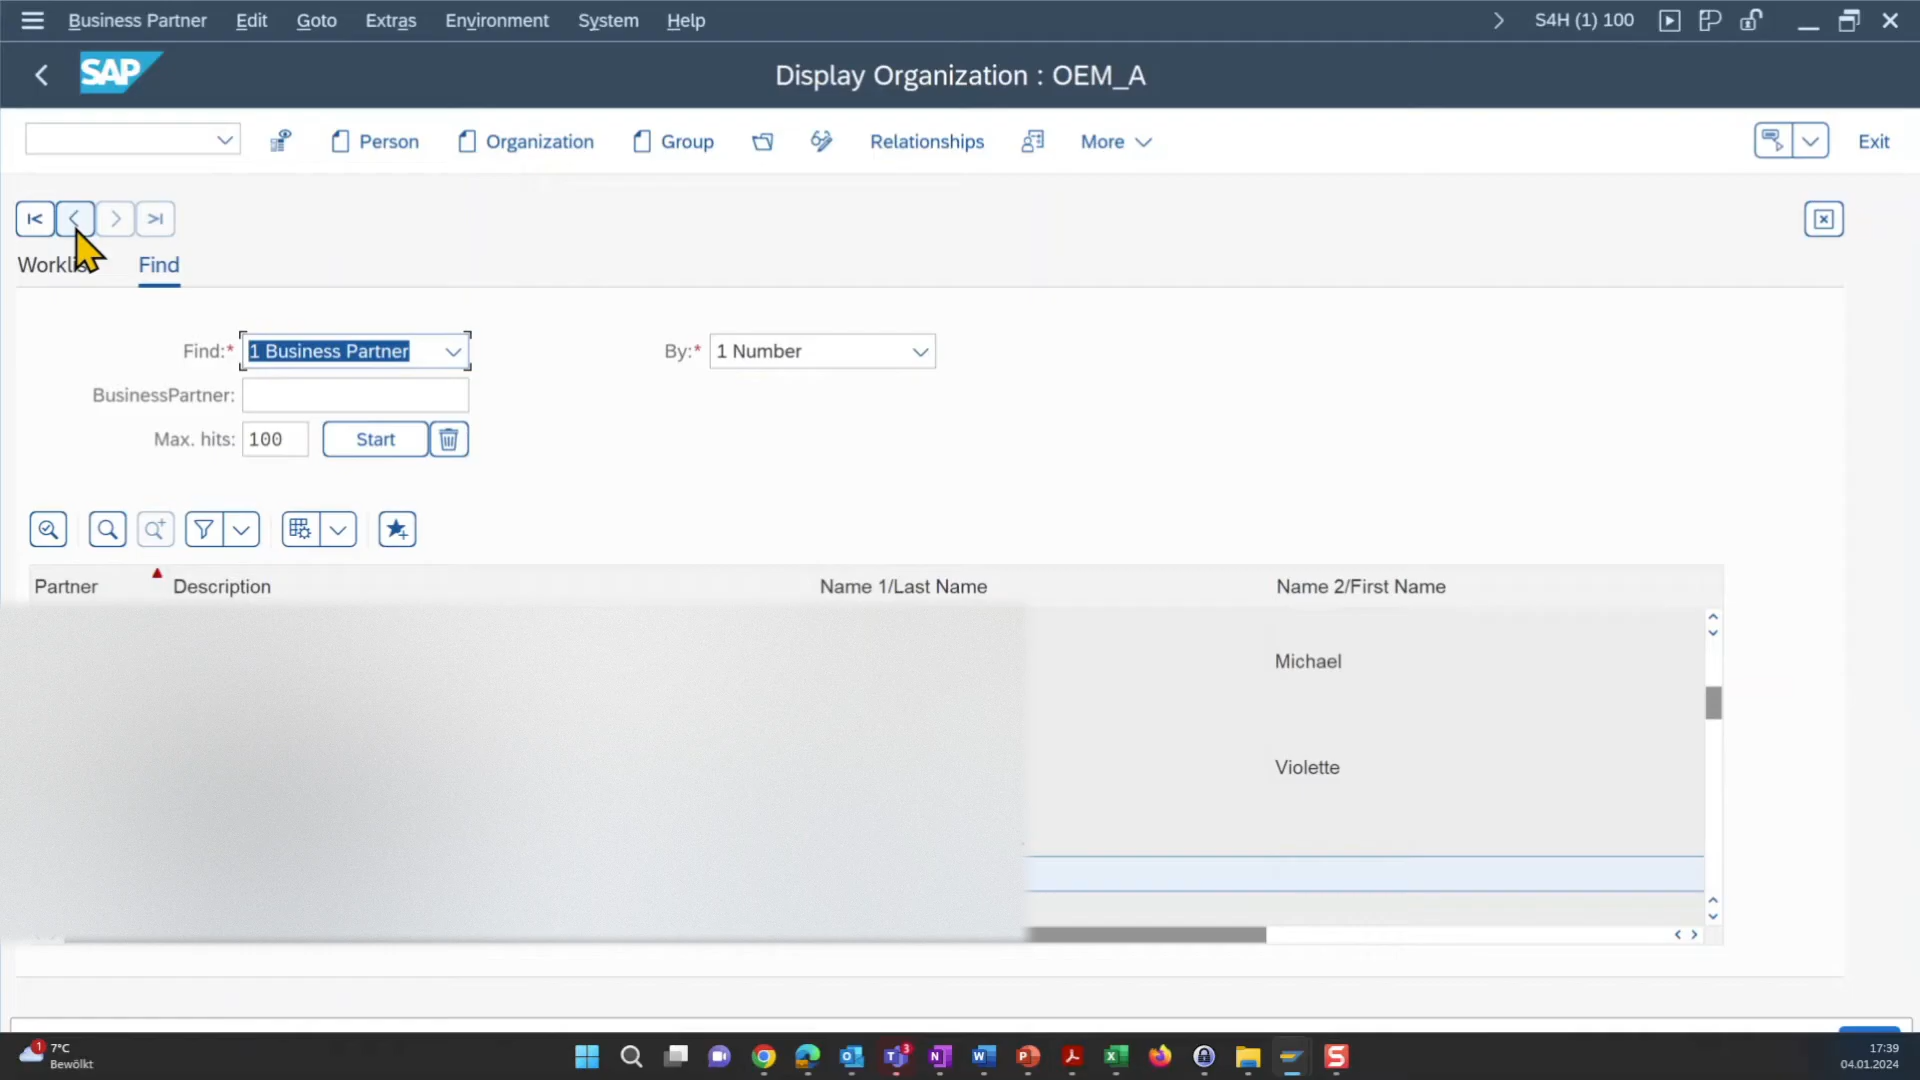 Business Partner Edit Goto Extras Environment System Help S4H (1) 100
SAP Display Organization : OEM_A
Person Organization Group Relationships More Exit
Find
Find:* 1 Business Partner By:* 1 Number
BusinessPartner:
Max. hits: 100 Start
Partner Description Name 1/Last Name Name 2/First Name
Michael
Violette
1 7°C
Bewölkt
3
17:39
04.01.2024